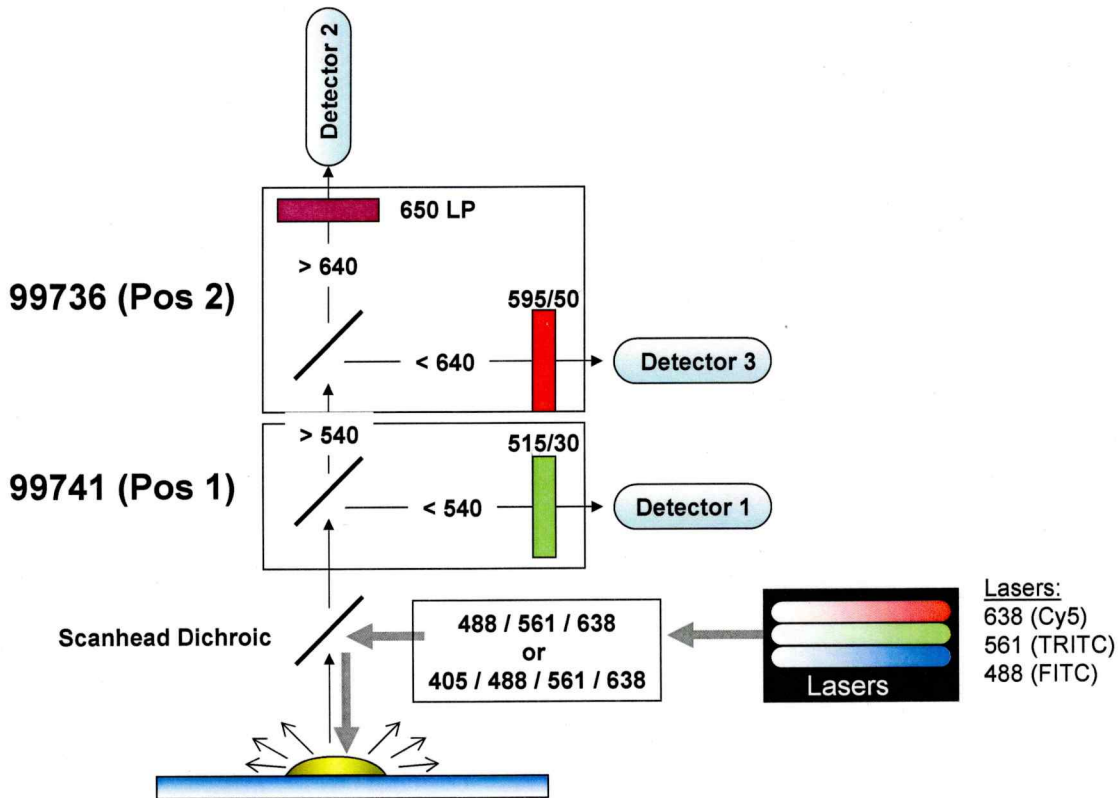 Detector 2
650 LP
> 640
99736 (Pos 2)
595/50
< 640
Detector 3
> 540
515/30
99741 (Pos 1)
< 540
Detector 1
Scanhead Dichroic
488 / 561 / 638
or
405 / 488 / 561 / 638
Lasers
Lasers:
638 (Cy5)
561 (TRITC)
488 (FITC)